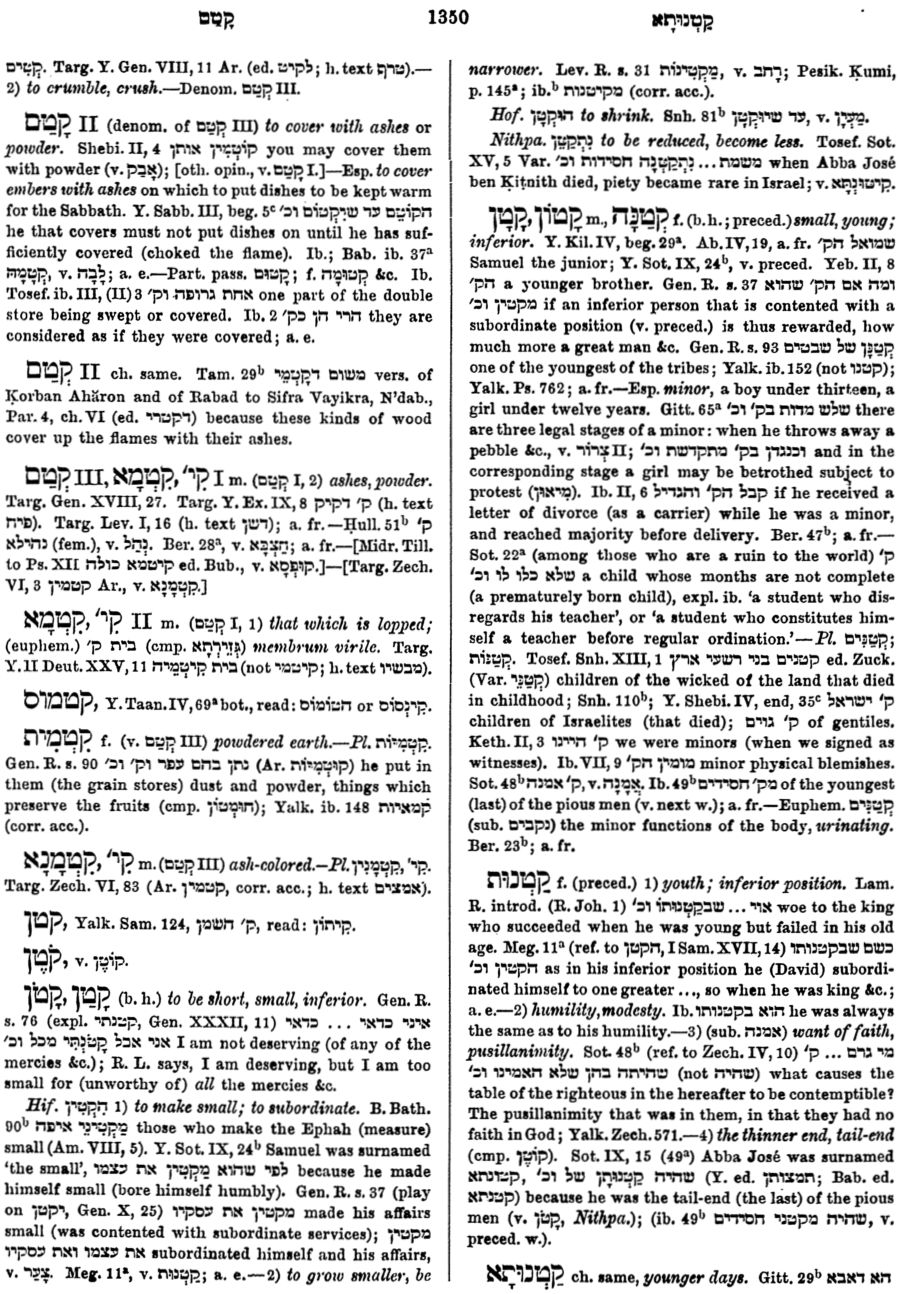 קָטַם 1350 קַטְנוּתָא
קְטִים. Targ. Y. Gen. VIII, 11 Ar. (ed. לקיט; h. text טרף).—
2) to crumble, crush.—Denom. קְטַם III.
קָטַם II (denom. of קְטַם III) to cover with ashes or
powder. Shebi. II, 4 קוֹטְמִין אותן you may cover them
with powder (v. אָבַק); [oth. opin., v. קָטַם I.]—Esp. to cover
embers with ashes on which to put dishes to be kept warm
for the Sabbath. Y. Sabb. III, beg. 5ᶜ הקוֹטֵם עד שיִקְטוֹם וכ׳
he that covers must not put dishes on until he has suf-
ficiently covered (choked the flame). Ib.; Bab. ib. 37ᵃ
קְטָמָהּ, v. לָבָה; a. e.—Part. pass. קָטוּם; f. קְטוּמָה &c. Ib.
Tosef. ib. III, (II) 3 אחת גרופה וק׳ one part of the double
store being swept or covered. Ib. 2 הרי הן כק׳ they are
considered as if they were covered; a. e.
קְטַם II ch. same. Tam. 29ᵇ משום דקָטְמֵי vers. of
Ḳorban Ahăron and of Rabad to Sifra Vayikra, N'dab.,
Par. 4, ch. VI (ed. דקטרי) because these kinds of wood
cover up the flames with their ashes.
קְטַם III, קִטְמָא, קִי׳ I m. (קְטַם I, 2) ashes, powder.
Targ. Gen. XVIII, 27. Targ. Y. Ex. IX, 8 ק׳ דקיק (h. text
פיח). Targ. Lev. I, 16 (h. text דשן); a. fr.—Ḥull. 51ᵇ ק׳
נהילא (fem.), v. נְהַל. Ber. 28ᵃ, v. חַצְבָּא; a. fr.—[Midr. Till.
to Ps. XII קיטמא כולה ed. Bub., v. קוּפְסָא.]—[Targ. Zech.
VI, 3 קטמין Ar., v. קִטְמָנָא.]
קִטְמָא, קִי׳ II m. (קְטַם I, 1) that which is lopped;
(euphem.) בית ק׳ (cmp. גְּזֵירְתָא) membrum virile. Targ.
Y. II Deut. XXV, 11 בית קִיטְמֵיהּ (not קיטמי; h. text מבשיו).
קטמוס, Y. Taan. IV, 69ᵃ bot., read: הטומוס or קִינְסוֹס.
קִטְמִית f. (v. קְטַם III) powdered earth.—Pl. קִטְמִיּוֹת.
Gen. R. s. 90 נתן בהם עפר וק׳ וכ׳ (Ar. קוּטְמִיּוֹת) he put in
them (the grain stores) dust and powder, things which
preserve the fruits (cmp. חוּמְטוֹן); Yalk. ib. 148 קמאיות
(corr. acc.).
קִטְמָנָא, קִי׳ m. (קְטַם III) ash-colored.—Pl. קִטְמָנִין, קִי׳.
Targ. Zech. VI, 83 (Ar. קטמין, corr. acc.; h. text אמצים).
קטן, Yalk. Sam. 124, ק׳ חשמן, read: קִיתוֹן.
קֹטֶן, v. קוֹטֶן.
קָטַן, קָטֹן (b. h.) to be short, small, inferior. Gen. R.
s. 76 (expl. קטנתי, Gen. XXXII, 11) איני כדאי ... כדאי
אני אבל קָטֹנְתִּי מכל וכ׳ I am not deserving (of any of the
mercies &c.); R. L. says, I am deserving, but I am too
small for (unworthy of) all the mercies &c.
Hif. הִקְטִין 1) to make small; to subordinate. B. Bath.
90ᵇ מַקְטִינֵי איפה those who make the Ephah (measure)
small (Am. VIII, 5). Y. Sot. IX, 24ᵇ Samuel was surnamed
'the small', לפי שהוא מַקְטִין את עצמו because he made
himself small (bore himself humbly). Gen. R. s. 37 (play
on יקטן, Gen. X, 25) מקטין את עסקיו made his affairs
small (was contented with subordinate services); מקטין
את עצמו ואת עסקיו subordinated himself and his affairs,
v. צָעַר. Meg. 11ᵃ, v. קַטְנוּת; a. e.—2) to grow smaller, be
narrower. Lev. R. s. 31 מַקְטִינוֹת, v. רָחַב; Pesik. Ḳumi,
p. 145ᵃ; ib.ᵇ מקיטנות (corr. acc.).
Hof. הוּקְטַן to shrink. Snh. 81ᵇ עד שיוּקְטַן, v. מַעְיָן.
Nithpa. נִתְקַטֵּן to be reduced, become less. Tosef. Sot.
XV, 5 Var. משמת ... נִתְקַטְּנָה חסידות וכ׳ when Abba José
ben Ḳiṭnith died, piety became rare in Israel; v. קִיטוּנְתָא.
קָטָן, קָטוֹן m., קְטַנָּה f. (b. h.; preced.) small, young;
inferior. Y. Kil. IV, beg. 29ᵃ. Ab. IV, 19, a. fr. שמואל הק׳
Samuel the junior; Y. Sot. IX, 24ᵇ, v. preced. Yeb. II, 8
הק׳ a younger brother. Gen. R. s. 37 ומה אם הק׳ שהוא
מקטין וכ׳ if an inferior person that is contented with a
subordinate position (v. preced.) is thus rewarded, how
much more a great man &c. Gen. R. s. 93 קְטַנָּן של שבטים
one of the youngest of the tribes; Yalk. ib. 152 (not קטנו);
Yalk. Ps. 762; a. fr.—Esp. minor, a boy under thirteen, a
girl under twelve years. Gitt. 65ᵃ שלש מדות בק׳ וכ׳ there
are three legal stages of a minor: when he throws away a
pebble &c., v. צְרוֹר II; וכנגדן בק׳ מתקדשת וכ׳ and in the
corresponding stage a girl may be betrothed subject to
protest (מֵיאוּן). Ib. II, 6 קבל הק׳ והגדיל if he received a
letter of divorce (as a carrier) while he was a minor,
and reached majority before delivery. Ber. 47ᵇ; a. fr.—
Sot. 22ᵃ (among those who are a ruin to the world) ק׳
שלא כלו לו וכ׳ a child whose months are not complete
(a prematurely born child), expl. ib. 'a student who dis-
regards his teacher', or 'a student who constitutes him-
self a teacher before regular ordination.'—Pl. קְטַנִּים;
קְטַנּוֹת. Tosef. Snh. XIII, 1 קטנים בני רשעי ארץ ed. Zuck.
(Var. קְטַנֵּי) children of the wicked of the land that died
in childhood; Snh. 110ᵇ; Y. Shebi. IV, end, 35ᶜ ק׳ ישראל
children of Israelites (that died); ק׳ גוים of gentiles.
Keth. II, 3 ק׳ היינו we were minors (when we signed as
witnesses). Ib. VII, 9 מומין הק׳ minor physical blemishes.
Sot. 48ᵇ ק׳ אמנה, v. אֲמָנָה. Ib. 49ᵇ מק׳ חסידים of the youngest
(last) of the pious men (v. next w.); a. fr.—Euphem. קְטַנִּים
(sub. נקבים) the minor functions of the body, urinating.
Ber. 23ᵇ; a. fr.
קַטְנוּת f. (preced.) 1) youth; inferior position. Lam.
R. introd. (R. Joh. 1) אוי ... שבקַטְנוּתוֹ וכ׳ woe to the king
who succeeded when he was young but failed in his old
age. Meg. 11ᵃ (ref. to הקטן, I Sam. XVII, 14) כשם שבקטנותו
הקטין וכ׳ as in his inferior position he (David) subordi-
nated himself to one greater ..., so when he was king &c.;
a. e.—2) humility, modesty. Ib. הוא בקטנותו he was always
the same as to his humility.—3) (sub. אמנה) want of faith,
pusillanimity. Sot. 48ᵇ (ref. to Zech. IV, 10) מי גרם ... ק׳
שהיתה בהן שלא האמינו וכ׳ (not שהיה) what causes the
table of the righteous in the hereafter to be contemptible?
The pusillanimity that was in them, in that they had no
faith in God; Yalk. Zech. 571.—4) the thinner end, tail-end
(cmp. קוֹטֶן). Sot. IX, 15 (49ᵃ) Abba José was surnamed
קטונתא, שהיה קַטְנוּתָן של וכ׳ (Y. ed. תמצותן; Bab. ed.
קטנתא) because he was the tail-end (the last) of the pious
men (v. קָטֹן, Nithpa.); (ib. 49ᵇ שהיה מקטני חסידים, v.
preced. w.).
קַטְנוּתָא ch. same, younger days. Gitt. 29ᵇ הא דאבא